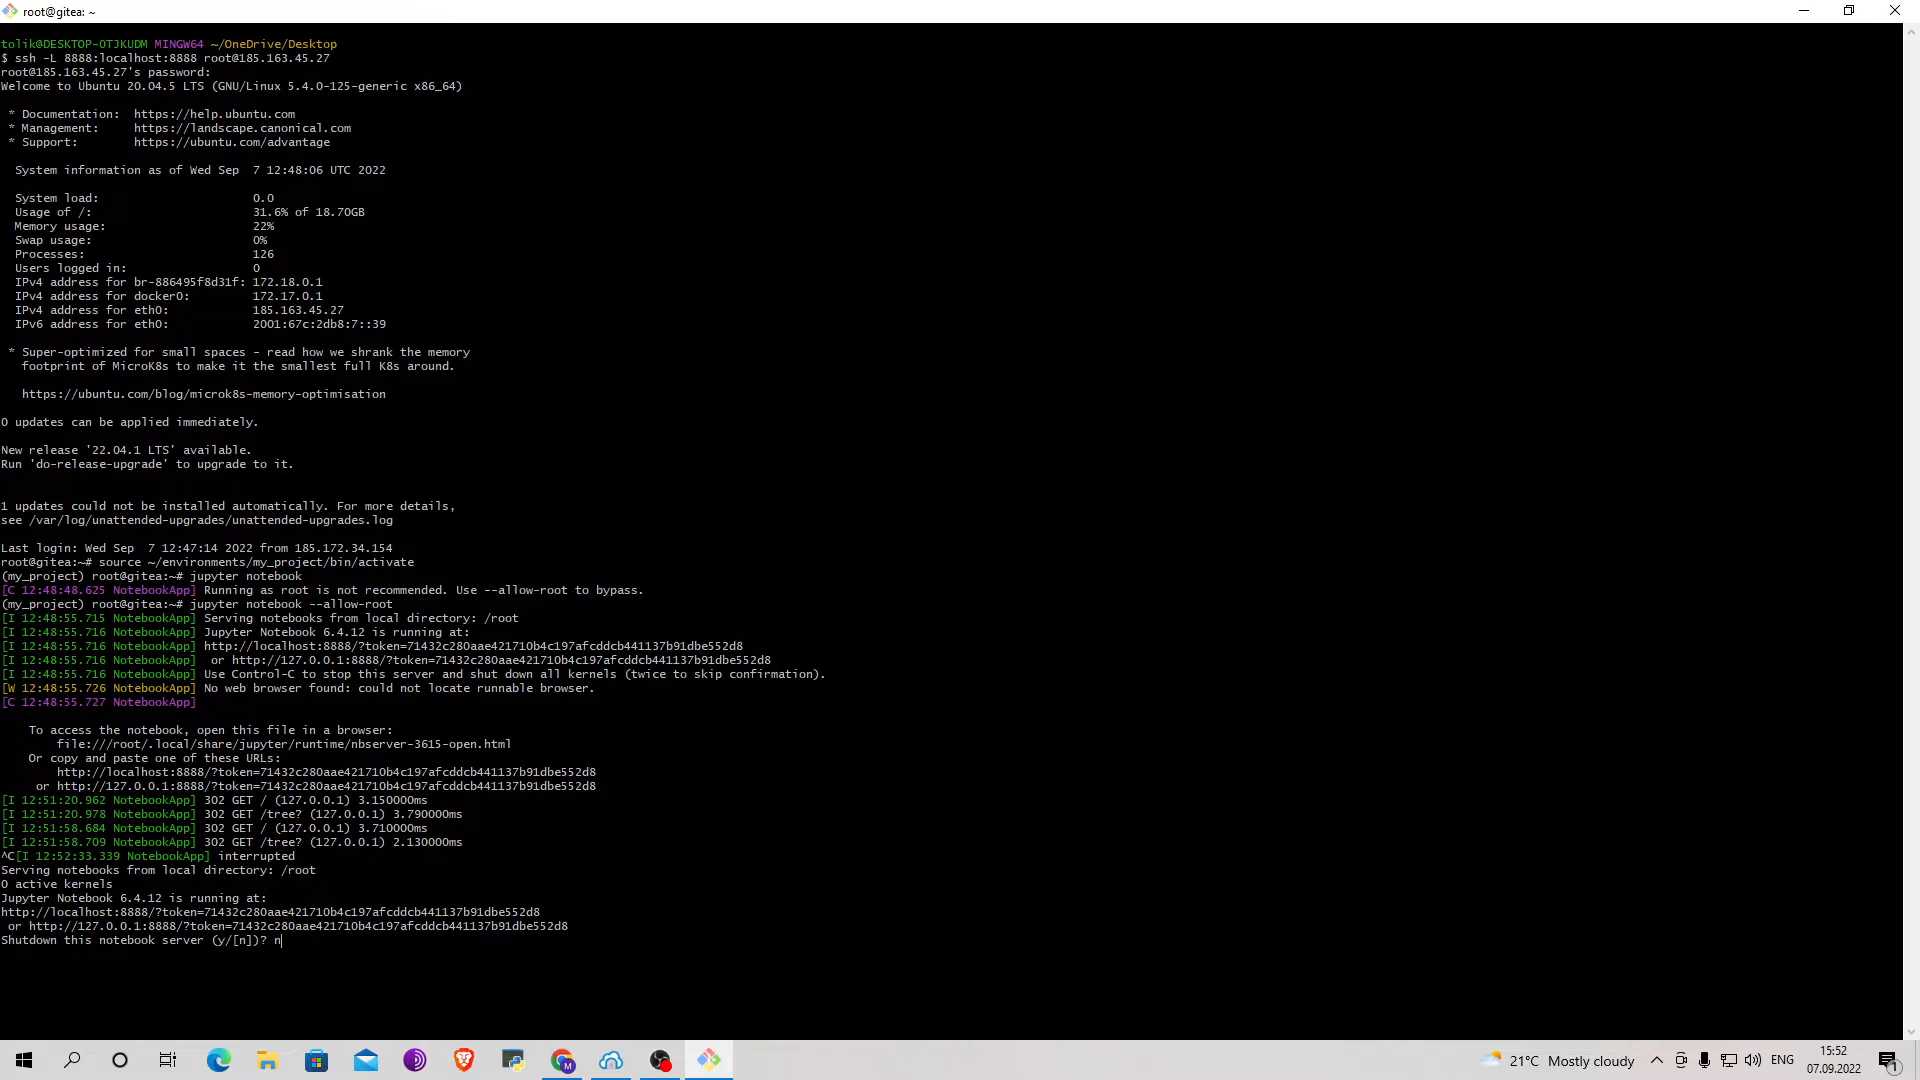 root@gitea: ~
tolik@DESKTOP-OTJKUDM MINGW64 ~/OneDrive/Desktop
$ ssh -L 8888:localhost:8888 root@185.163.45.27
root@185.163.45.27's password:
Welcome to Ubuntu 20.04.5 LTS (GNU/Linux 5.4.0-125-generic x86_64)
* Documentation:  https://help.ubuntu.com
* Management:     https://landscape.canonical.com
* Support:        https://ubuntu.com/advantage
System information as of Wed Sep  7 12:48:06 UTC 2022
System load:                      0.0
Usage of /:                       31.6% of 18.70GB
Memory usage:                     22%
Swap usage:                       0%
Processes:                        126
Users logged in:                  0
IPv4 address for br-886495f8d31f: 172.18.0.1
IPv4 address for docker0:         172.17.0.1
IPv4 address for eth0:            185.163.45.27
IPv6 address for eth0:            2001:67c:2db8:7::39
* Super-optimized for small spaces - read how we shrank the memory
footprint of MicroK8s to make it the smallest full K8s around.
https://ubuntu.com/blog/microk8s-memory-optimisation
0 updates can be applied immediately.
New release '22.04.1 LTS' available.
Run 'do-release-upgrade' to upgrade to it.
1 updates could not be installed automatically. For more details,
see /var/log/unattended-upgrades/unattended-upgrades.log
Last login: Wed Sep  7 12:47:14 2022 from 185.172.34.154
root@gitea:~# source ~/environments/my_project/bin/activate
(my_project) root@gitea:~# jupyter notebook
[C 12:48:48.625 NotebookApp] Running as root is not recommended. Use --allow-root to bypass.
(my_project) root@gitea:~# jupyter notebook --allow-root
[I 12:48:55.715 NotebookApp] Serving notebooks from local directory: /root
[I 12:48:55.716 NotebookApp] Jupyter Notebook 6.4.12 is running at:
[I 12:48:55.716 NotebookApp] http://localhost:8888/?token=71432c280aae421710b4c197afcddcb441137b91dbe552d8
[I 12:48:55.716 NotebookApp]  or http://127.0.0.1:8888/?token=71432c280aae421710b4c197afcddcb441137b91dbe552d8
[I 12:48:55.716 NotebookApp] Use Control-C to stop this server and shut down all kernels (twice to skip confirmation).
[W 12:48:55.726 NotebookApp] No web browser found: could not locate runnable browser.
[C 12:48:55.727 NotebookApp]
To access the notebook, open this file in a browser:
file:///root/.local/share/jupyter/runtime/nbserver-3615-open.html
Or copy and paste one of these URLs:
http://localhost:8888/?token=71432c280aae421710b4c197afcddcb441137b91dbe552d8
or http://127.0.0.1:8888/?token=71432c280aae421710b4c197afcddcb441137b91dbe552d8
[I 12:51:20.962 NotebookApp] 302 GET / (127.0.0.1) 3.150000ms
[I 12:51:20.978 NotebookApp] 302 GET /tree? (127.0.0.1) 3.790000ms
[I 12:51:58.684 NotebookApp] 302 GET / (127.0.0.1) 3.710000ms
[I 12:51:58.709 NotebookApp] 302 GET /tree? (127.0.0.1) 2.130000ms
^C[I 12:52:33.339 NotebookApp] interrupted
Serving notebooks from local directory: /root
0 active kernels
Jupyter Notebook 6.4.12 is running at:
http://localhost:8888/?token=71432c280aae421710b4c197afcddcb441137b91dbe552d8
or http://127.0.0.1:8888/?token=71432c280aae421710b4c197afcddcb441137b91dbe552d8
Shutdown this notebook server (y/[n])? n
21°C  Mostly cloudy
ENG
15:52
07.09.2022
1
M